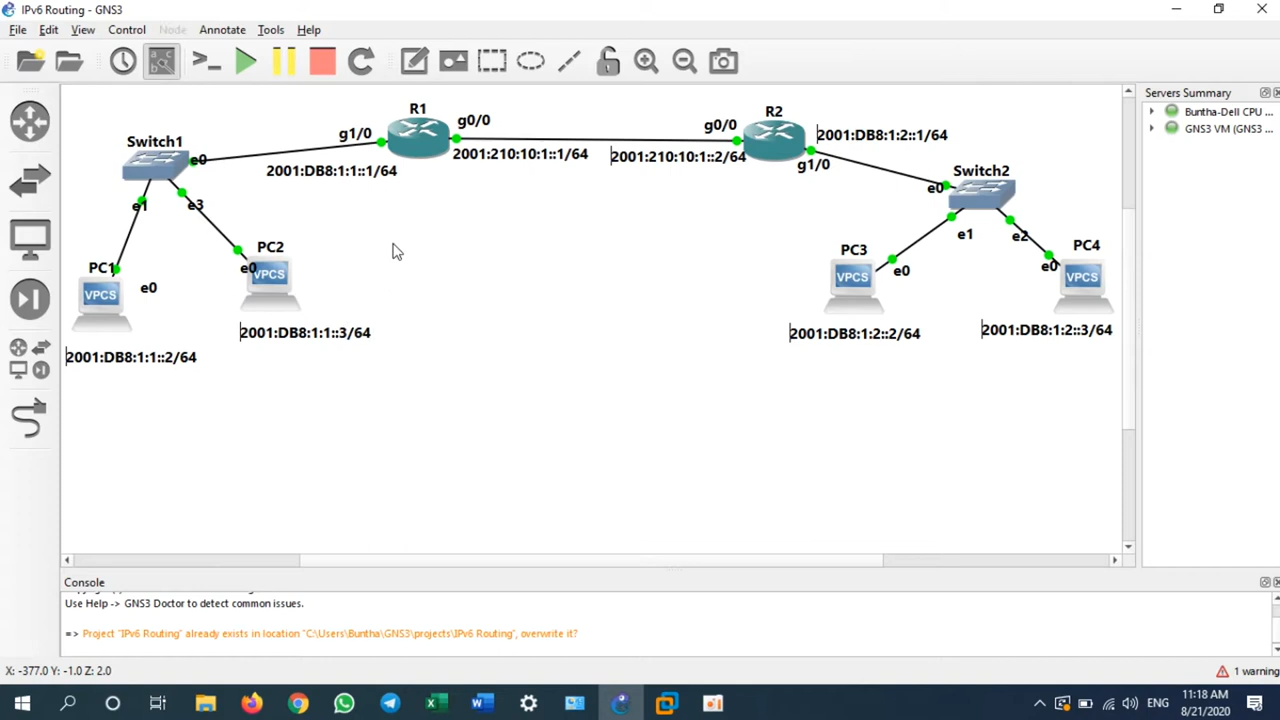 IPv6 Routing - GNS3
File Edit View Control Node Annotate Tools Help
Servers Summary
Buntha-Dell CPU ...
GNS3 VM (GNS3 ...
R1
g0/0
g1/0
2001:210:10:1::1/64
2001:DB8:1:1::1/64
R2
g0/0
2001:DB8:1:2::1/64
2001:210:10:1::2/64
g1/0
Switch1
e0
e1
e3
Switch2
e0
e1
e2
PC1
e0
VPCS
2001:DB8:1:1::2/64
PC2
e0
VPCS
2001:DB8:1:1::3/64
PC3
e0
VPCS
2001:DB8:1:2::2/64
PC4
e0
VPCS
2001:DB8:1:2::3/64
Console
Use Help -> GNS3 Doctor to detect common issues.
=> Project "IPv6 Routing" already exists in location "C:\Users\Buntha\GNS3\projects\IPv6 Routing", overwrite it?
X: -377.0 Y: -1.0 Z: 2.0
1 warning
ENG
11:18 AM
8/21/2020